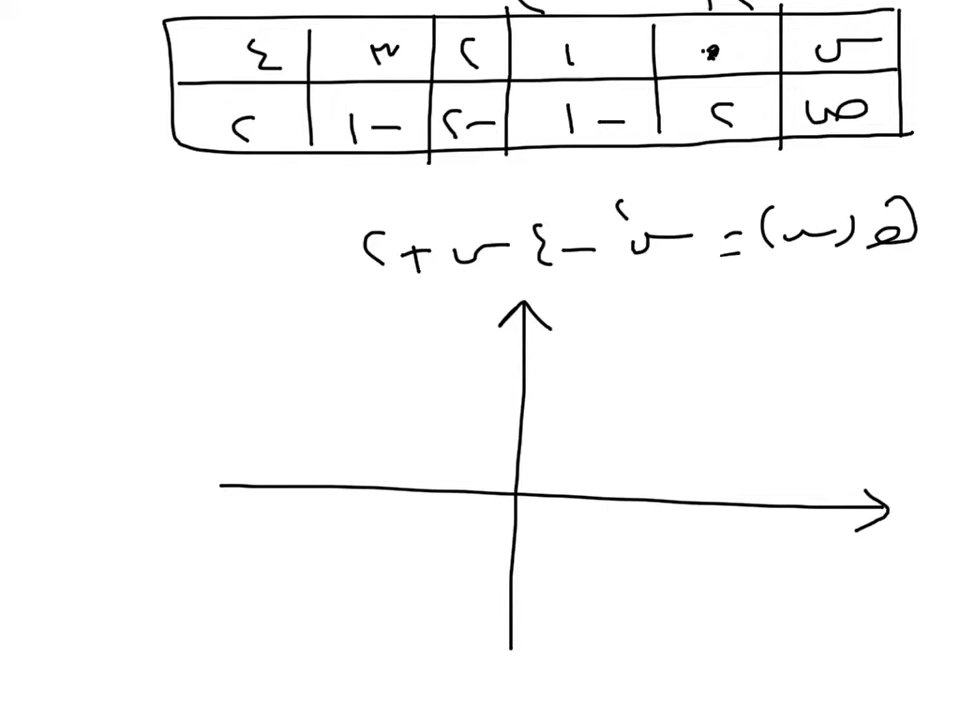 س ٠ ١ ٢ ٣ ٤
ص ٢ -١ -٢ -١ ٢
د(س) = س٢ - ٤س + ٢